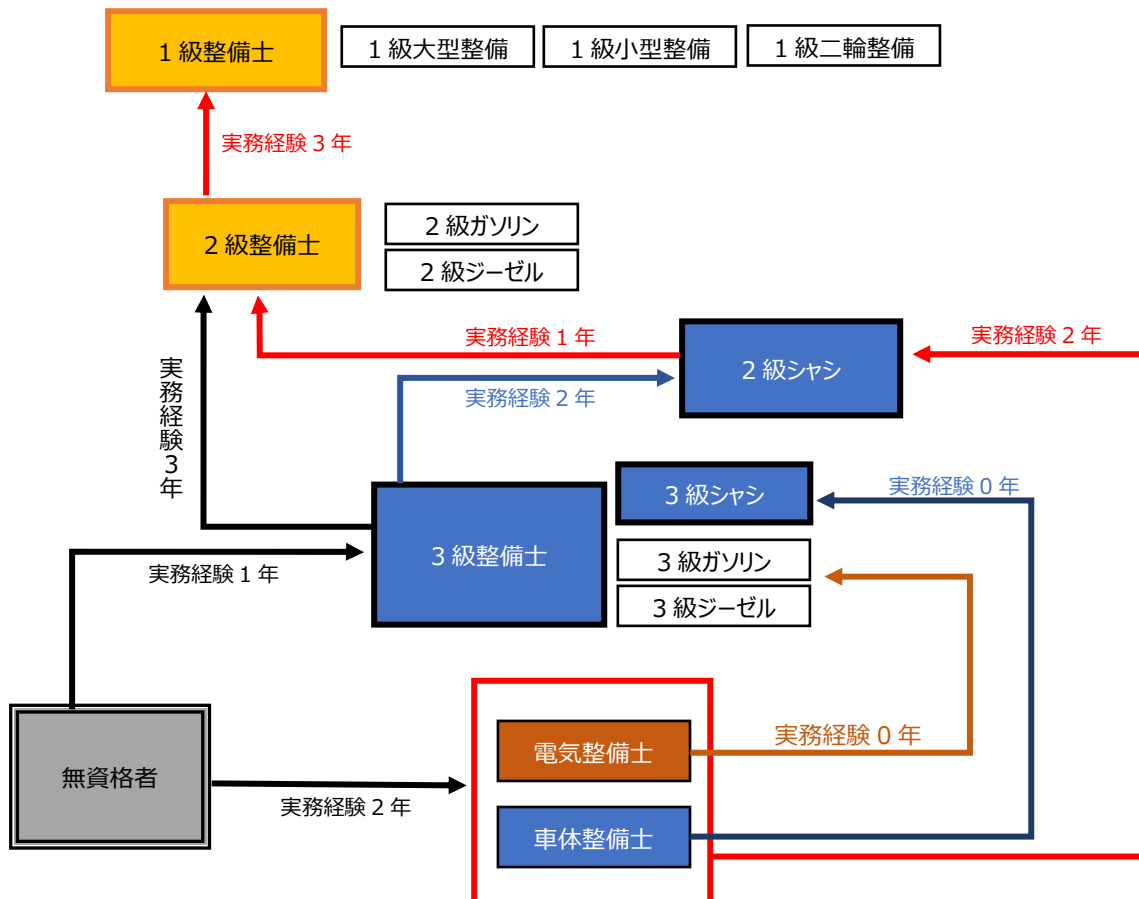 １級整備士
１級大型整備
１級小型整備
１級二輪整備
実務経験３年
２級整備士
２級ガソリン
２級ジーゼル
実務経験１年
実務経験２年
２級シャシ
実務経験２年
実務経験３年
３級シャシ
実務経験０年
３級整備士
３級ガソリン
３級ジーゼル
実務経験１年
電気整備士
実務経験０年
無資格者
実務経験２年
車体整備士